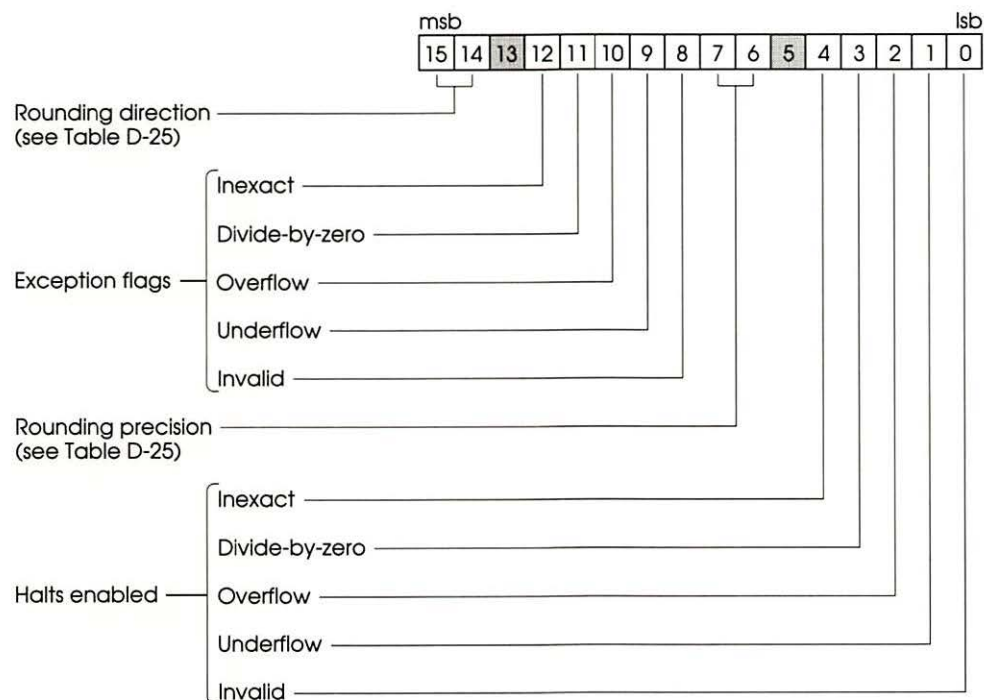 msb lsb
15 14 13 12 11 10 9 8 7 6 5 4 3 2 1 0
Rounding direction
(see Table D-25)
Inexact
Divide-by-zero
Exception flags
Overflow
Underflow
Invalid
Rounding precision
(see Table D-25)
Inexact
Divide-by-zero
Halts enabled
Overflow
Underflow
Invalid